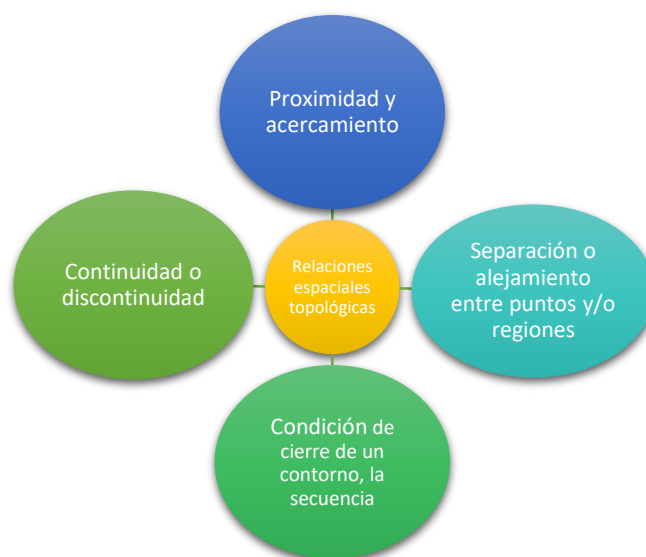 Proximidad y
acercamiento
Continuidad o
discontinuidad
Relaciones
espaciales
topológicas
Separación o
alejamiento
entre puntos y/o
regiones
Condición de
cierre de un
contorno, la
secuencia